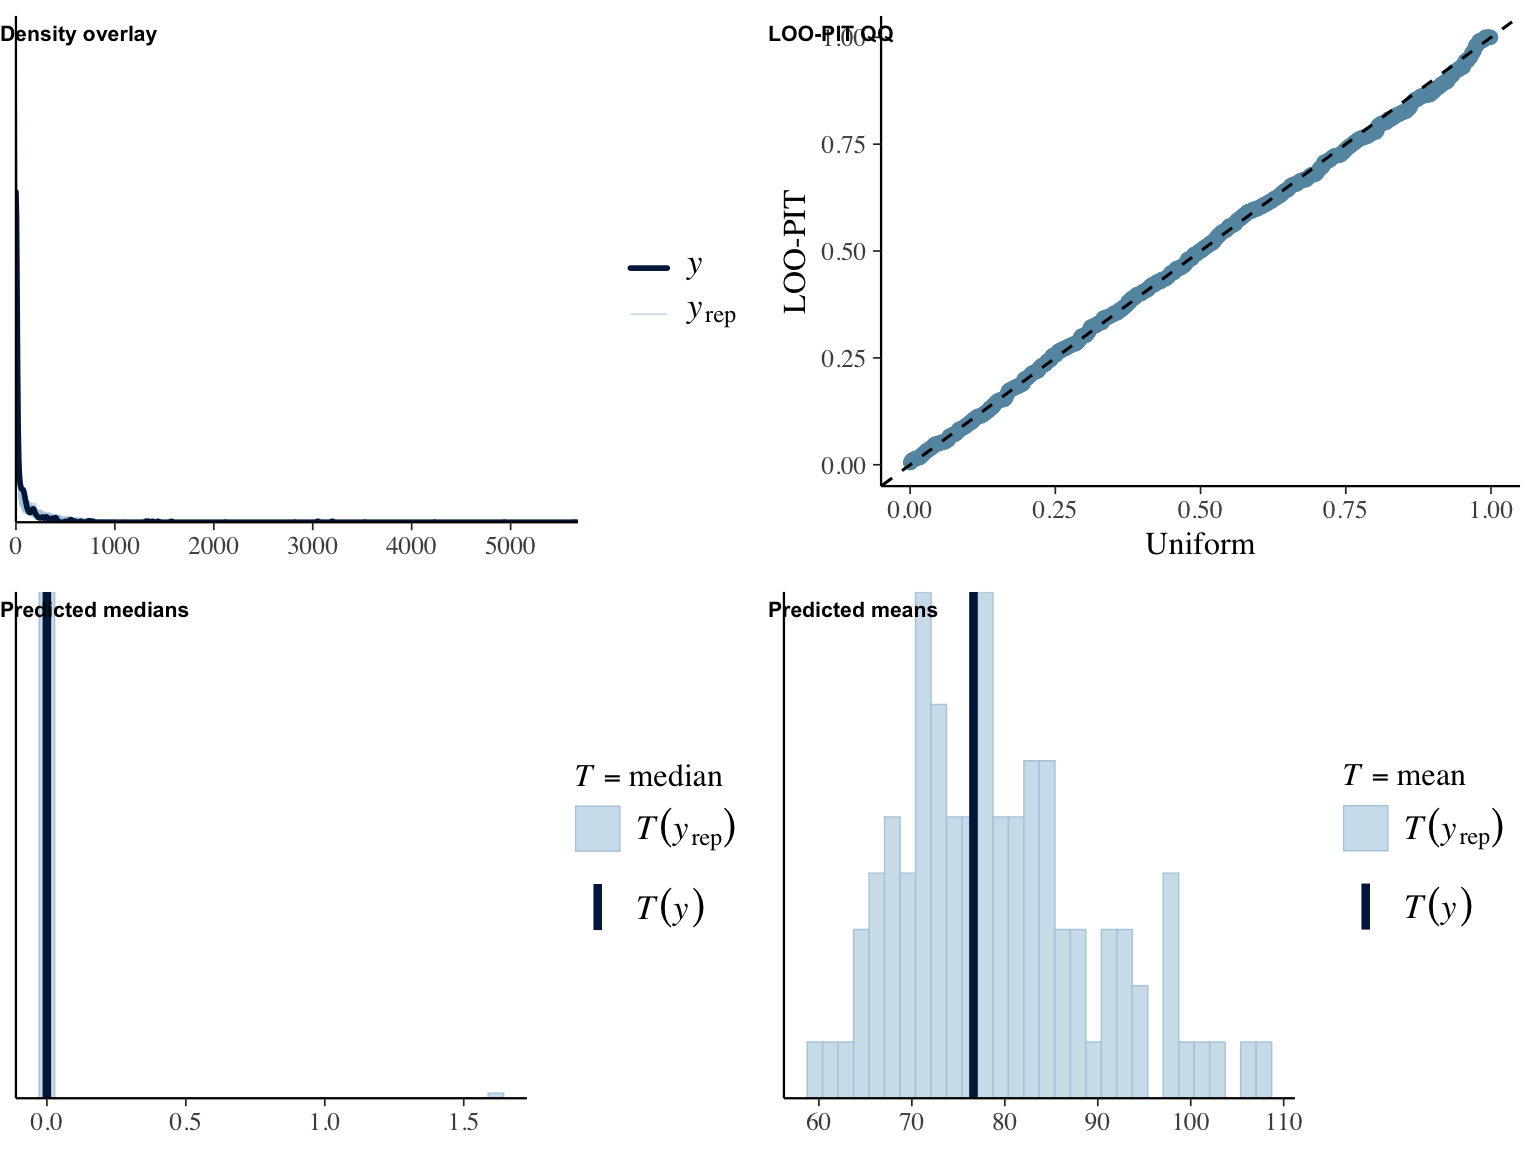 Density overlay
y
yrep
0 1000 2000 3000 4000 5000
LOO-PIT QQ
1.00
0.75
0.50
0.25
0.00
LOO-PIT
0.00 0.25 0.50 0.75 1.00
Uniform
Predicted medians
T = median
T(yrep)
T(y)
0.0 0.5 1.0 1.5
Predicted means
T = mean
T(yrep)
T(y)
60 70 80 90 100 110